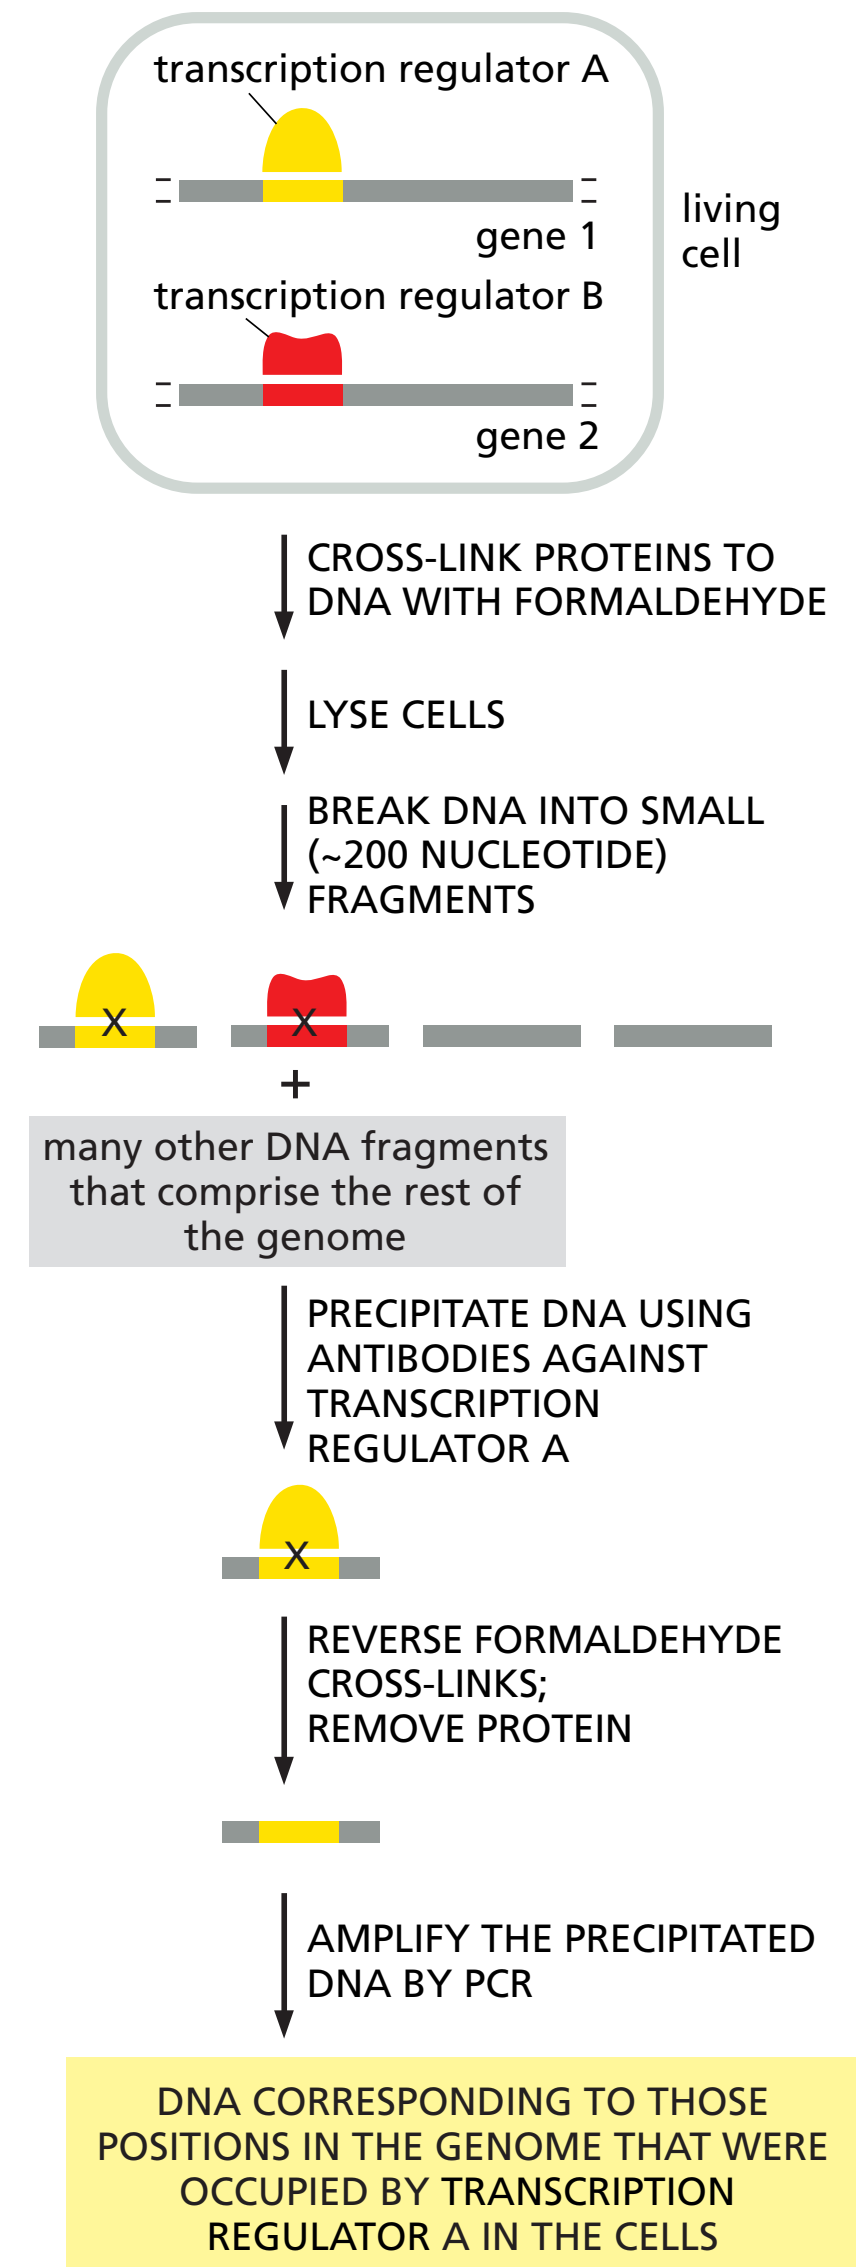 transcription regulator A
gene 1
living
cell
transcription regulator B
gene 2
CROSS-LINK PROTEINS TO
DNA WITH FORMALDEHYDE
LYSE CELLS
BREAK DNA INTO SMALL
(~200 NUCLEOTIDE)
FRAGMENTS
X X
+
many other DNA fragments
that comprise the rest of
the genome
PRECIPITATE DNA USING
ANTIBODIES AGAINST
TRANSCRIPTION
REGULATOR A
X
REVERSE FORMALDEHYDE
CROSS-LINKS;
REMOVE PROTEIN
AMPLIFY THE PRECIPITATED
DNA BY PCR
DNA CORRESPONDING TO THOSE
POSITIONS IN THE GENOME THAT WERE
OCCUPIED BY TRANSCRIPTION
REGULATOR A IN THE CELLS